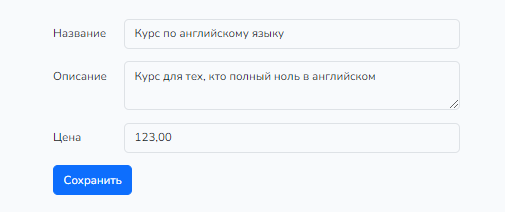 Название Курс по английскому языку
Описание Курс для тех, кто полный ноль в английском
Цена 123,00
Сохранить